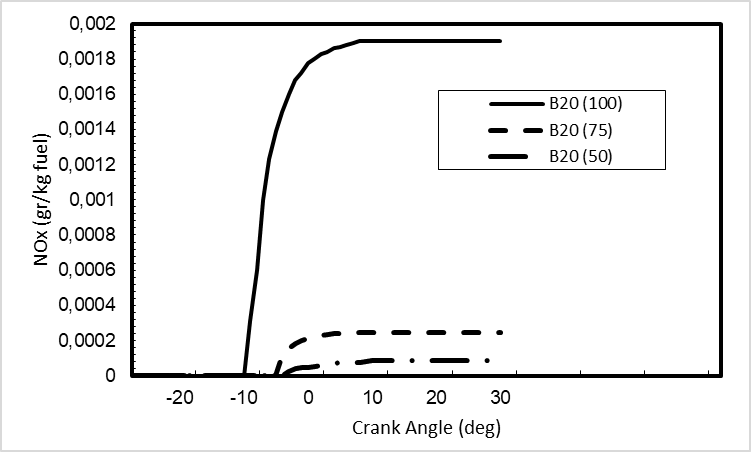 0,002
0,0018
0,0016
0,0014
0,0012
0,001
0,0008
0,0006
0,0004
0,0002
0
NOx (gr/kg fuel)
B20 (100)
B20 (75)
B20 (50)
-20 -10 0 10 20 30
Crank Angle (deg)